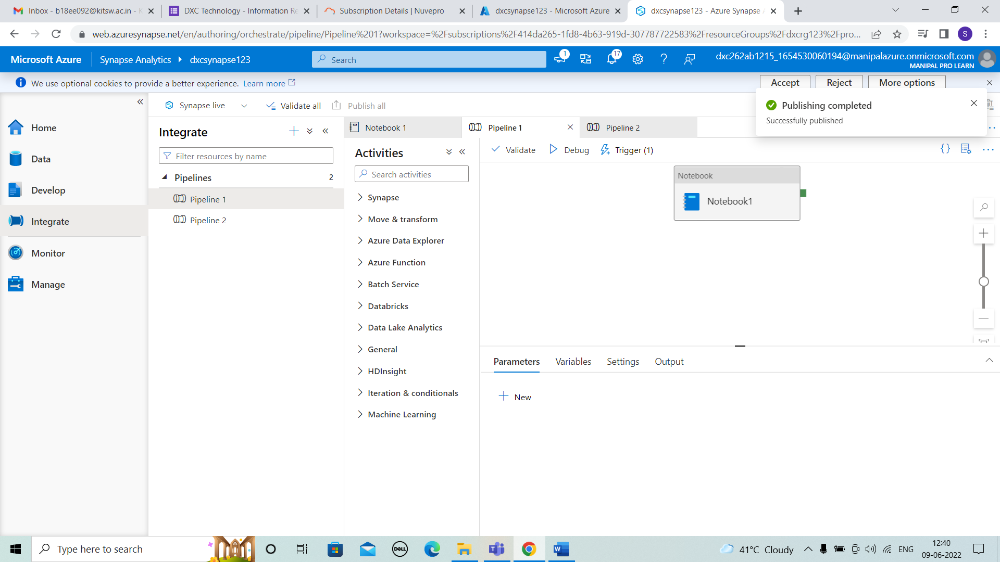 Inbox - b18ee092@kitsw.ac.in - K
DXC Technology - Information Re
Subscription Details | Nuvepro
dxcsynapse123 - Microsoft Azure
dxcsynapse123 - Azure Synapse A
web.azuresynapse.net/en/authoring/orchestrate/pipeline/Pipeline%201?workspace=%2Fsubscriptions%2F414da265-1fd8-4b63-919d-307787722583%2FresourceGroups%2Fdxcrg123%2Fpro...
S
Microsoft Azure
Synapse Analytics
dxcsynapse123
Search
1
17
dxc262ab1215_1654530060194@manipalazure.onmicrosoft.com
MANIPAL PRO LEARN
We use optional cookies to provide a better experience. Learn more
Accept
Reject
More options
Publishing completed
Successfully published
Synapse live
Validate all
Publish all
Home
Data
Develop
Integrate
Monitor
Manage
Integrate
Filter resources by name
Pipelines 2
Pipeline 1
Pipeline 2
Notebook 1
Pipeline 1
Pipeline 2
Activities
Search activities
Synapse
Move & transform
Azure Data Explorer
Azure Function
Batch Service
Databricks
Data Lake Analytics
General
HDInsight
Iteration & conditionals
Machine Learning
Validate
Debug
Trigger (1)
Notebook
Notebook1
Parameters
Variables
Settings
Output
New
Type here to search
DELL
41°C Cloudy
ENG
12:40
09-06-2022